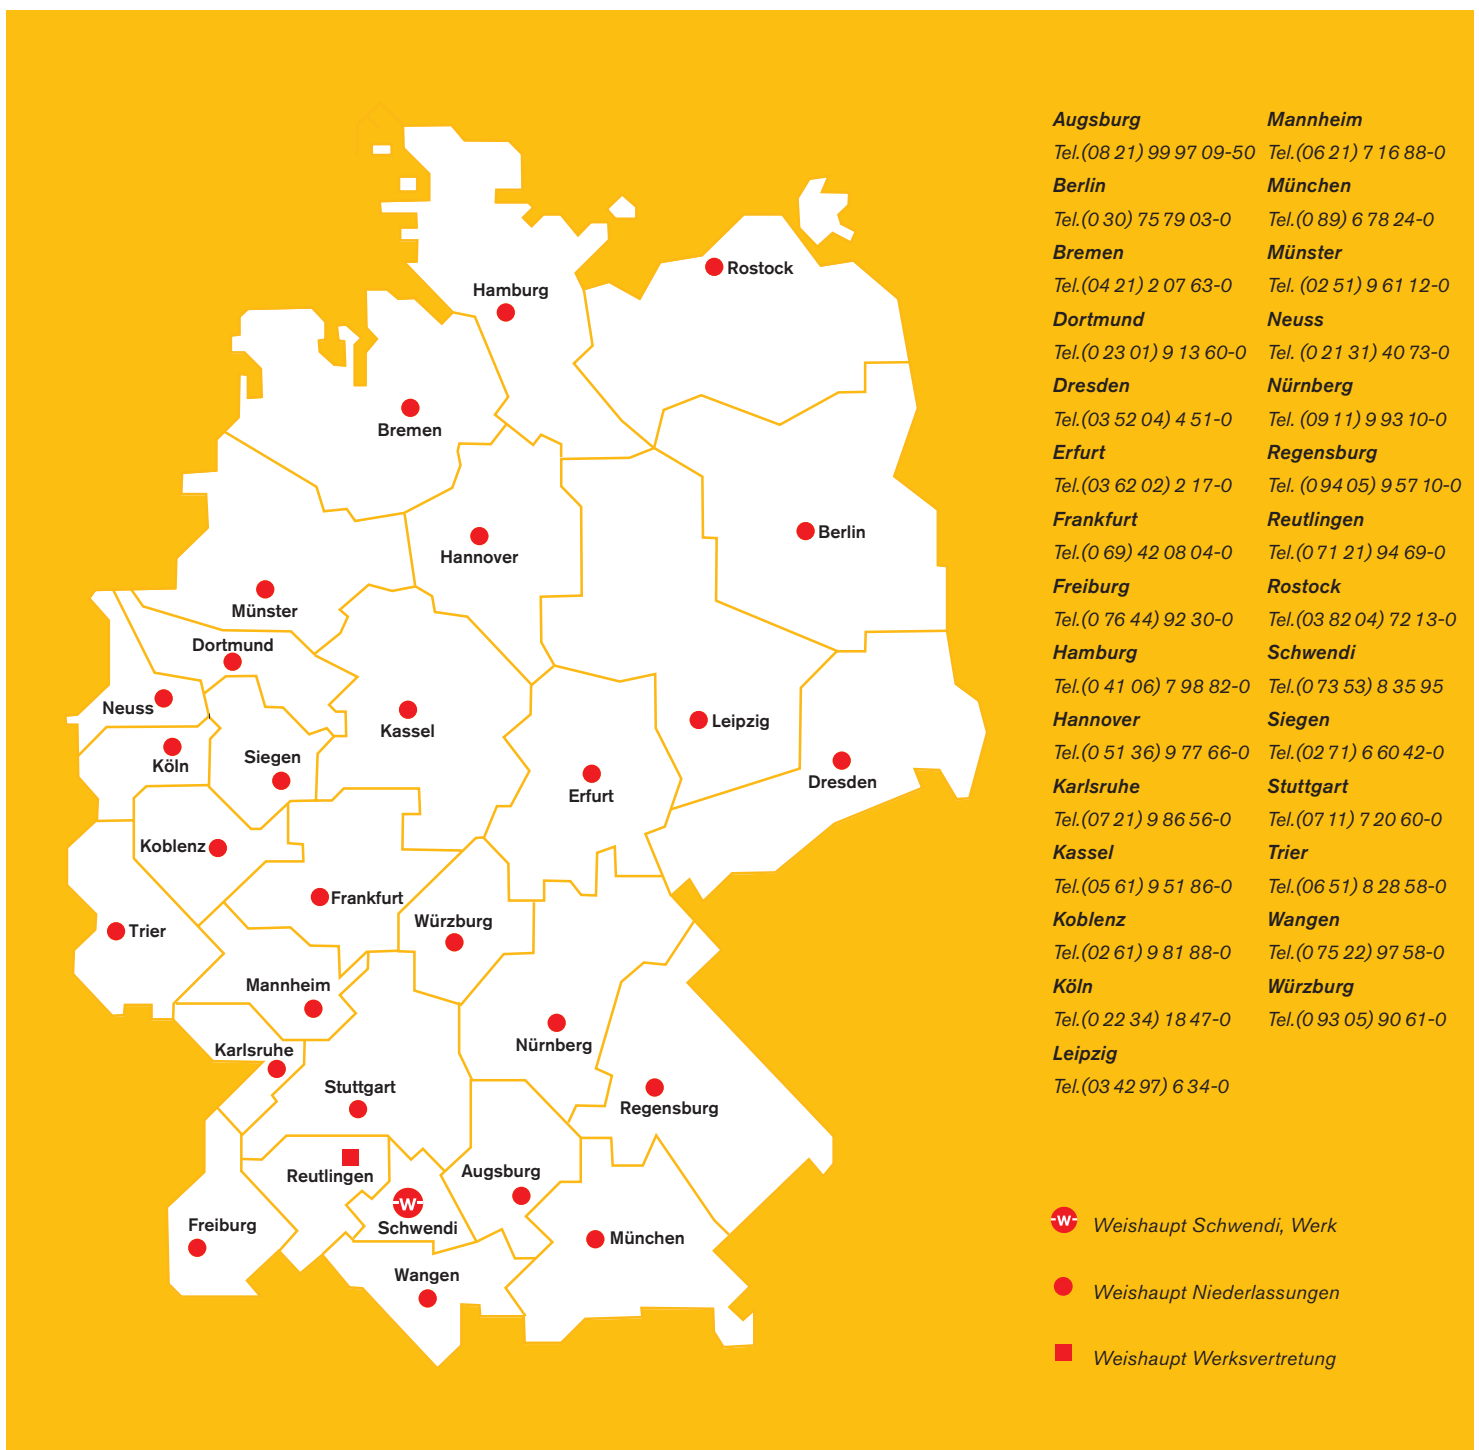 Augsburg
Tel.(08 21) 99 97 09-50
Berlin
Tel.(0 30) 75 79 03-0
Bremen
Tel.(04 21) 2 07 63-0
Dortmund
Tel.(0 23 01) 9 13 60-0
Dresden
Tel.(03 52 04) 4 51-0
Erfurt
Tel.(03 62 02) 2 17-0
Frankfurt
Tel.(0 69) 42 08 04-0
Freiburg
Tel.(0 76 44) 92 30-0
Hamburg
Tel.(0 41 06) 7 98 82-0
Hannover
Tel.(0 51 36) 9 77 66-0
Karlsruhe
Tel.(07 21) 9 86 56-0
Kassel
Tel.(05 61) 9 51 86-0
Koblenz
Tel.(02 61) 9 81 88-0
Köln
Tel.(0 22 34) 18 47-0
Leipzig
Tel.(03 42 97) 6 34-0
Mannheim
Tel.(06 21) 7 16 88-0
München
Tel.(0 89) 6 78 24-0
Münster
Tel. (02 51) 9 61 12-0
Neuss
Tel. (0 21 31) 40 73-0
Nürnberg
Tel. (09 11) 9 93 10-0
Regensburg
Tel. (0 94 05) 9 57 10-0
Reutlingen
Tel.(0 71 21) 94 69-0
Rostock
Tel.(03 82 04) 72 13-0
Schwendi
Tel.(0 73 53) 8 35 95
Siegen
Tel.(02 71) 6 60 42-0
Stuttgart
Tel.(07 11) 7 20 60-0
Trier
Tel.(06 51) 8 28 58-0
Wangen
Tel.(0 75 22) 97 58-0
Würzburg
Tel.(0 93 05) 90 61-0
-W- Weishaupt Schwendi, Werk
Weishaupt Niederlassungen
Weishaupt Werksvertretung
Rostock
Hamburg
Bremen
Berlin
Hannover
Münster
Dortmund
Neuss
Leipzig
Kassel
Siegen
Köln
Dresden
Erfurt
Koblenz
Frankfurt
Würzburg
Trier
Mannheim
Nürnberg
Karlsruhe
Stuttgart
Regensburg
Augsburg
Reutlingen
-W-
Schwendi
Freiburg
München
Wangen